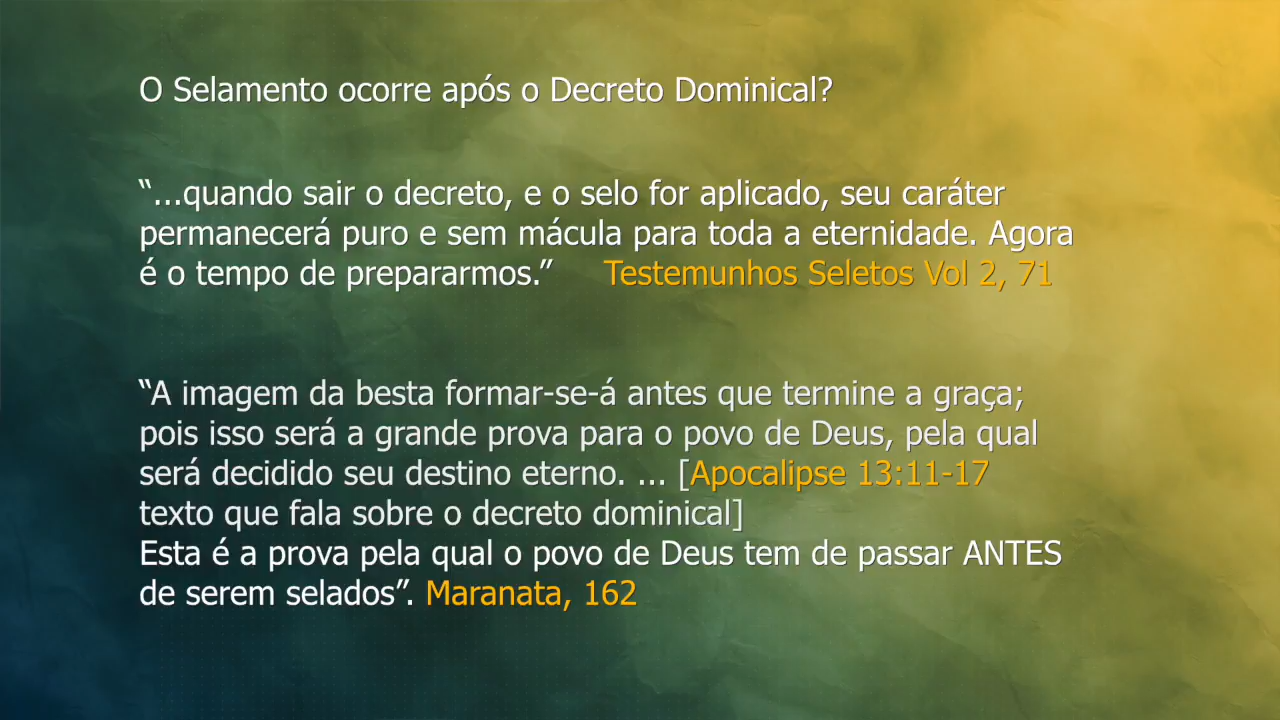 O Selamento ocorre após o Decreto Dominical?
“...quando sair o decreto, e o selo for aplicado, seu caráter
permanecerá puro e sem mácula para toda a eternidade. Agora
é o tempo de prepararmos.” Testemunhos Seletos Vol 2, 71
“A imagem da besta formar-se-á antes que termine a graça;
pois isso será a grande prova para o povo de Deus, pela qual
será decidido seu destino eterno. ... [Apocalipse 13:11-17
texto que fala sobre o decreto dominical]
Esta é a prova pela qual o povo de Deus tem de passar ANTES
de serem selados”. Maranata, 162